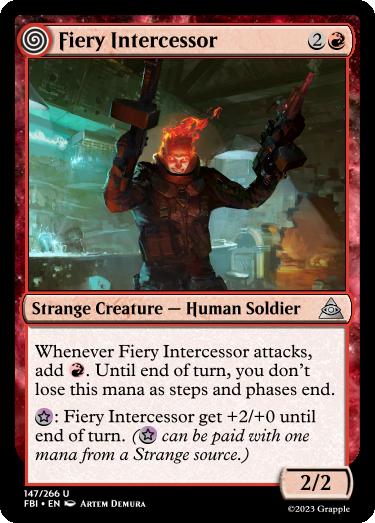 Fiery Intercessor 2
Strange Creature — Human Soldier
Whenever Fiery Intercessor attacks,
add . Until end of turn, you don't
lose this mana as steps and phases end.
: Fiery Intercessor get +2/+0 until
end of turn. ( can be paid with one
mana from a Strange source.)
2/2
147/266 U
FBI • EN Artem Demura
©2023 Grapple